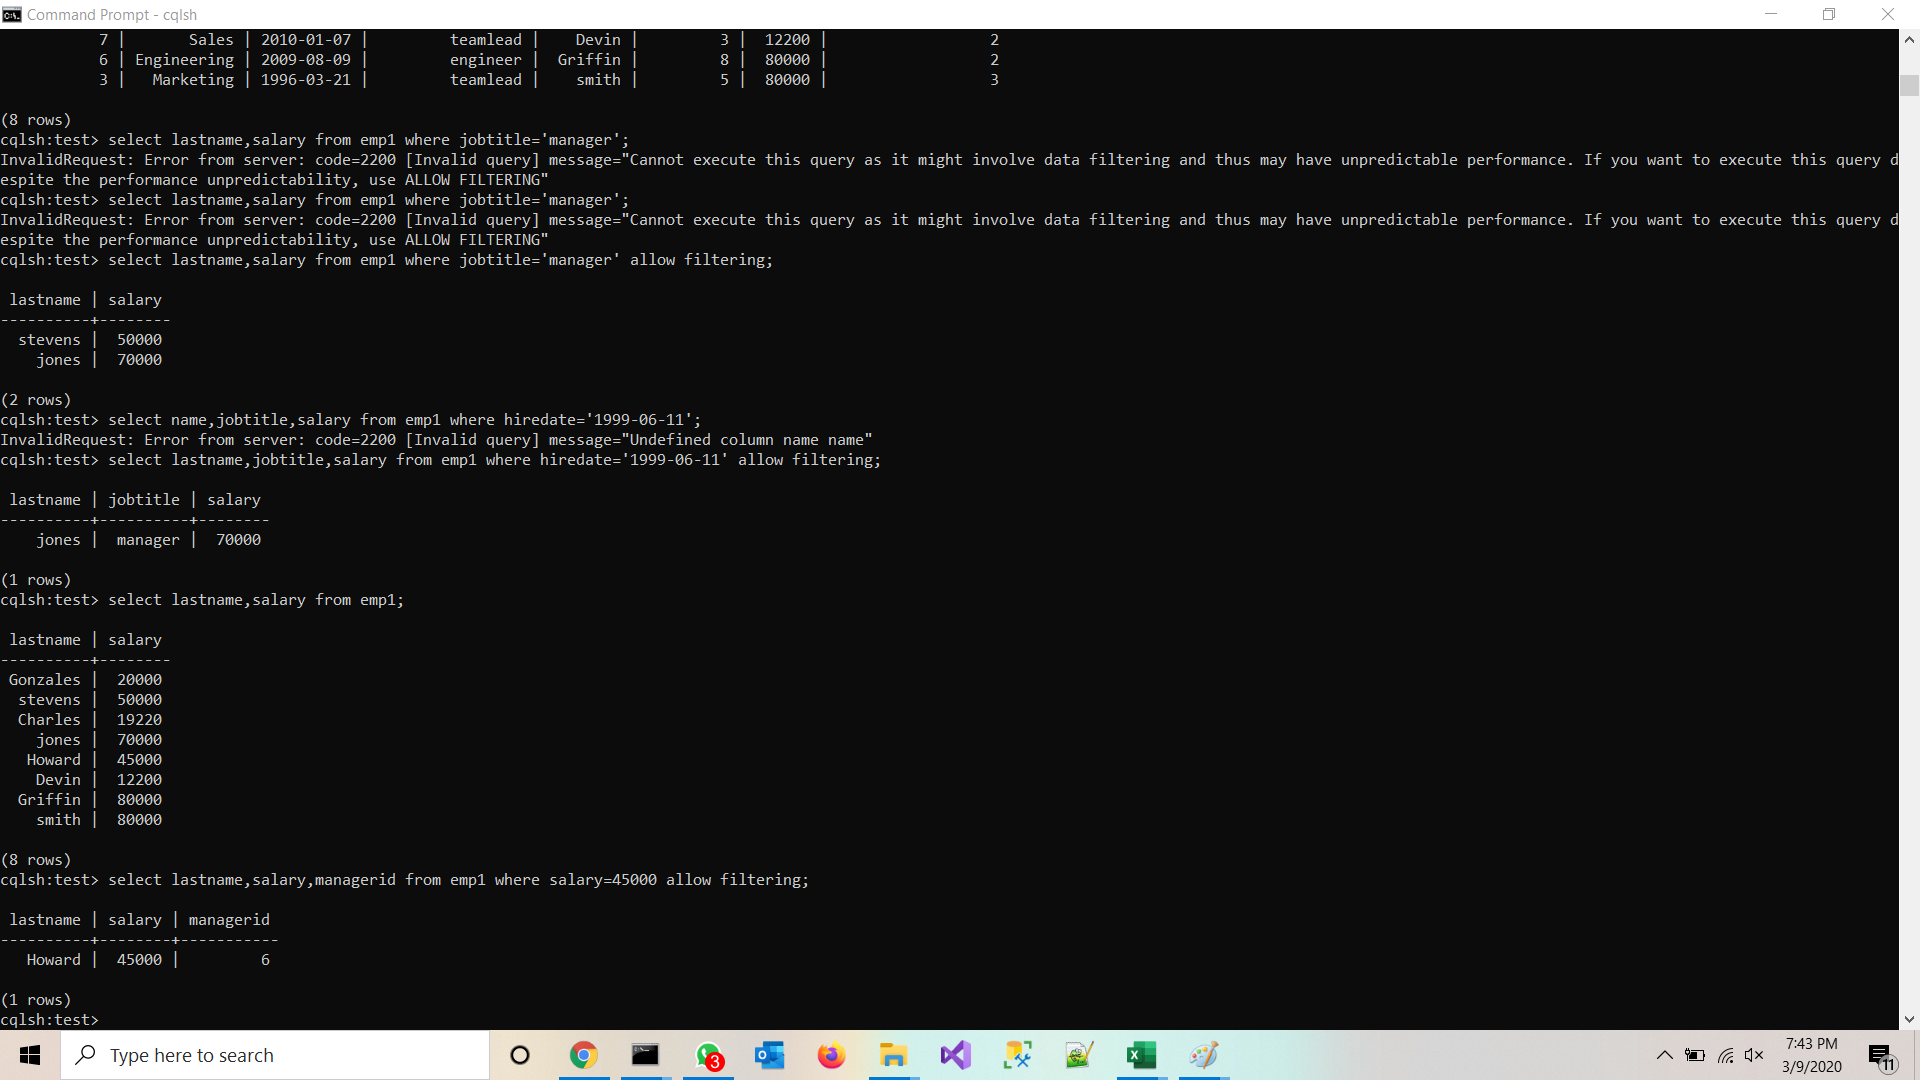 Command Prompt - cqlsh
7 | Sales | 2010-01-07 | teamlead | Devin | 3 | 12200 | 2
6 | Engineering | 2009-08-09 | engineer | Griffin | 8 | 80000 | 2
3 | Marketing | 1996-03-21 | teamlead | smith | 5 | 80000 | 3
(8 rows)
cqlsh:test> select lastname,salary from emp1 where jobtitle='manager';
InvalidRequest: Error from server: code=2200 [Invalid query] message="Cannot execute this query as it might involve data filtering and thus may have unpredictable performance. If you want to execute this query d
espite the performance unpredictability, use ALLOW FILTERING"
cqlsh:test> select lastname,salary from emp1 where jobtitle='manager';
InvalidRequest: Error from server: code=2200 [Invalid query] message="Cannot execute this query as it might involve data filtering and thus may have unpredictable performance. If you want to execute this query d
espite the performance unpredictability, use ALLOW FILTERING"
cqlsh:test> select lastname,salary from emp1 where jobtitle='manager' allow filtering;
lastname | salary
----------+--------
stevens | 50000
jones | 70000
(2 rows)
cqlsh:test> select name,jobtitle,salary from emp1 where hiredate='1999-06-11';
InvalidRequest: Error from server: code=2200 [Invalid query] message="Undefined column name name"
cqlsh:test> select lastname,jobtitle,salary from emp1 where hiredate='1999-06-11' allow filtering;
lastname | jobtitle | salary
----------+----------+--------
jones | manager | 70000
(1 rows)
cqlsh:test> select lastname,salary from emp1;
lastname | salary
----------+--------
Gonzales | 20000
stevens | 50000
Charles | 19220
jones | 70000
Howard | 45000
Devin | 12200
Griffin | 80000
smith | 80000
(8 rows)
cqlsh:test> select lastname,salary,managerid from emp1 where salary=45000 allow filtering;
lastname | salary | managerid
----------+--------+-----------
Howard | 45000 | 6
(1 rows)
cqlsh:test>
Type here to search
3
7:43 PM
3/9/2020
11